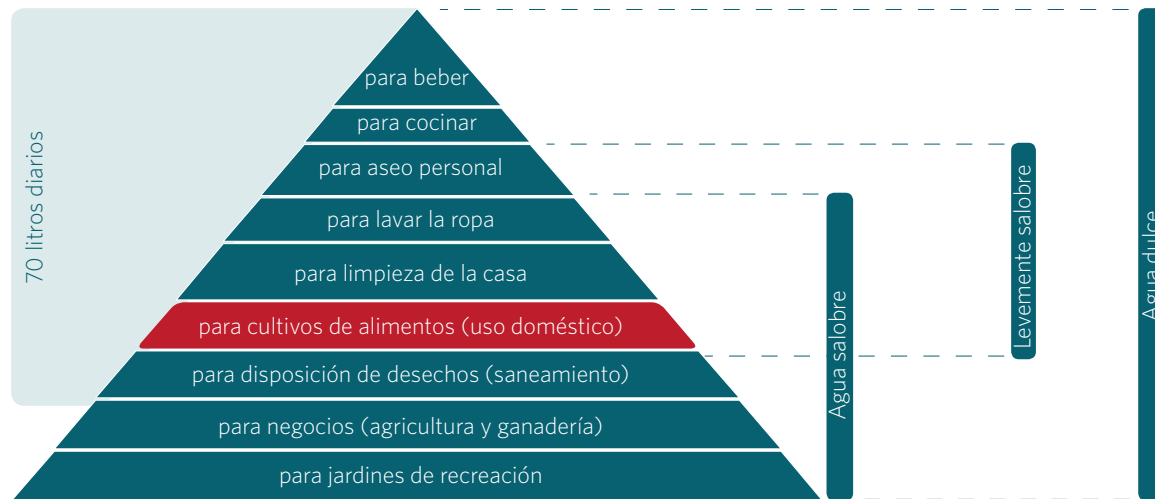 para beber
para cocinar
para aseo personal
para lavar la ropa
para limpieza de la casa
para cultivos de alimentos (uso doméstico)
para disposición de desechos (saneamiento)
para negocios (agricultura y ganadería)
para jardines de recreación
70 litros diarios
Agua salobre
Levemente salobre
Agua dulce